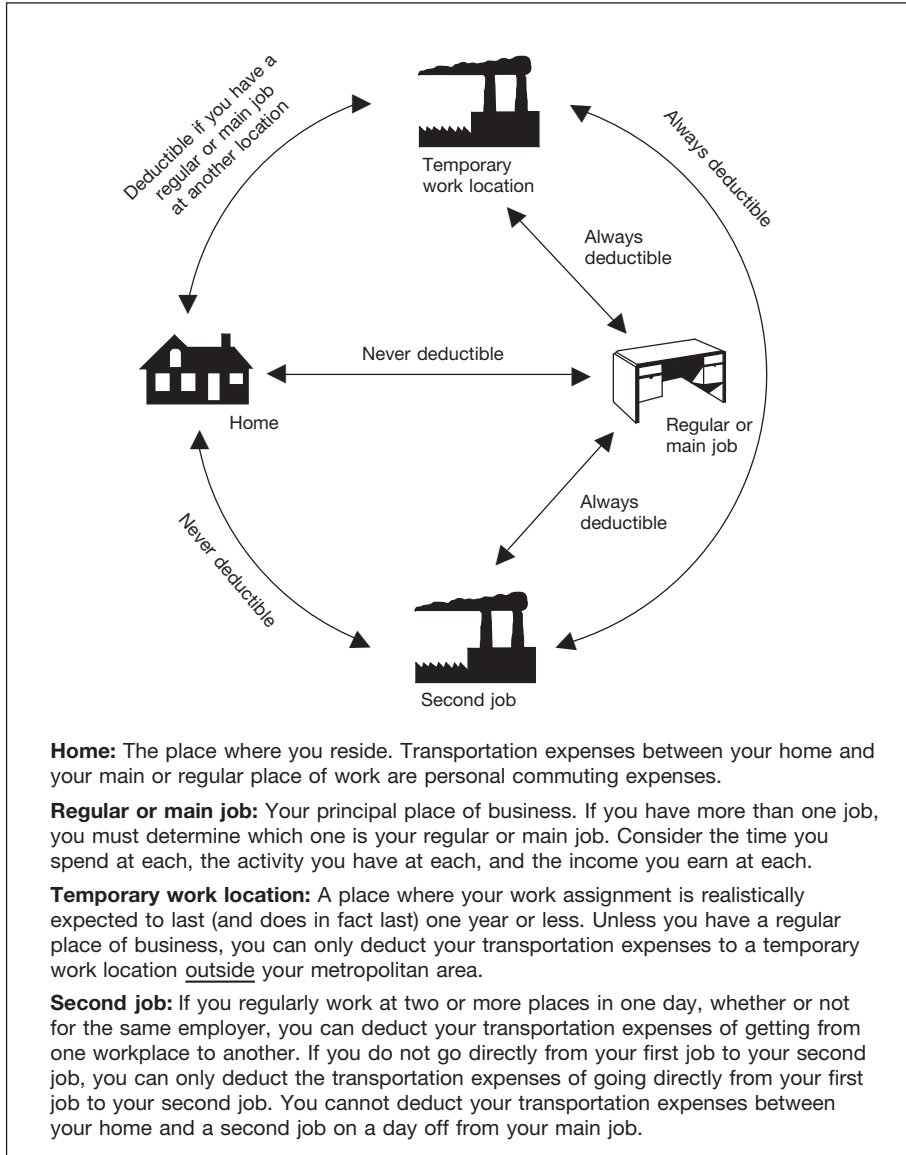 Deductible if you have a
regular or main job
at another location
Temporary
work location
Always deductible
Always
deductible
Never deductible
Home
Regular or
main job
Always
deductible
Never deductible
Second job
Home: The place where you reside. Transportation expenses between your home and
your main or regular place of work are personal commuting expenses.
Regular or main job: Your principal place of business. If you have more than one job,
you must determine which one is your regular or main job. Consider the time you
spend at each, the activity you have at each, and the income you earn at each.
Temporary work location: A place where your work assignment is realistically
expected to last (and does in fact last) one year or less. Unless you have a regular
place of business, you can only deduct your transportation expenses to a temporary
work location outside your metropolitan area.
Second job: If you regularly work at two or more places in one day, whether or not
for the same employer, you can deduct your transportation expenses of getting from
one workplace to another. If you do not go directly from your first job to your second
job, you can only deduct the transportation expenses of going directly from your first
job to your second job. You cannot deduct your transportation expenses between
your home and a second job on a day off from your main job.